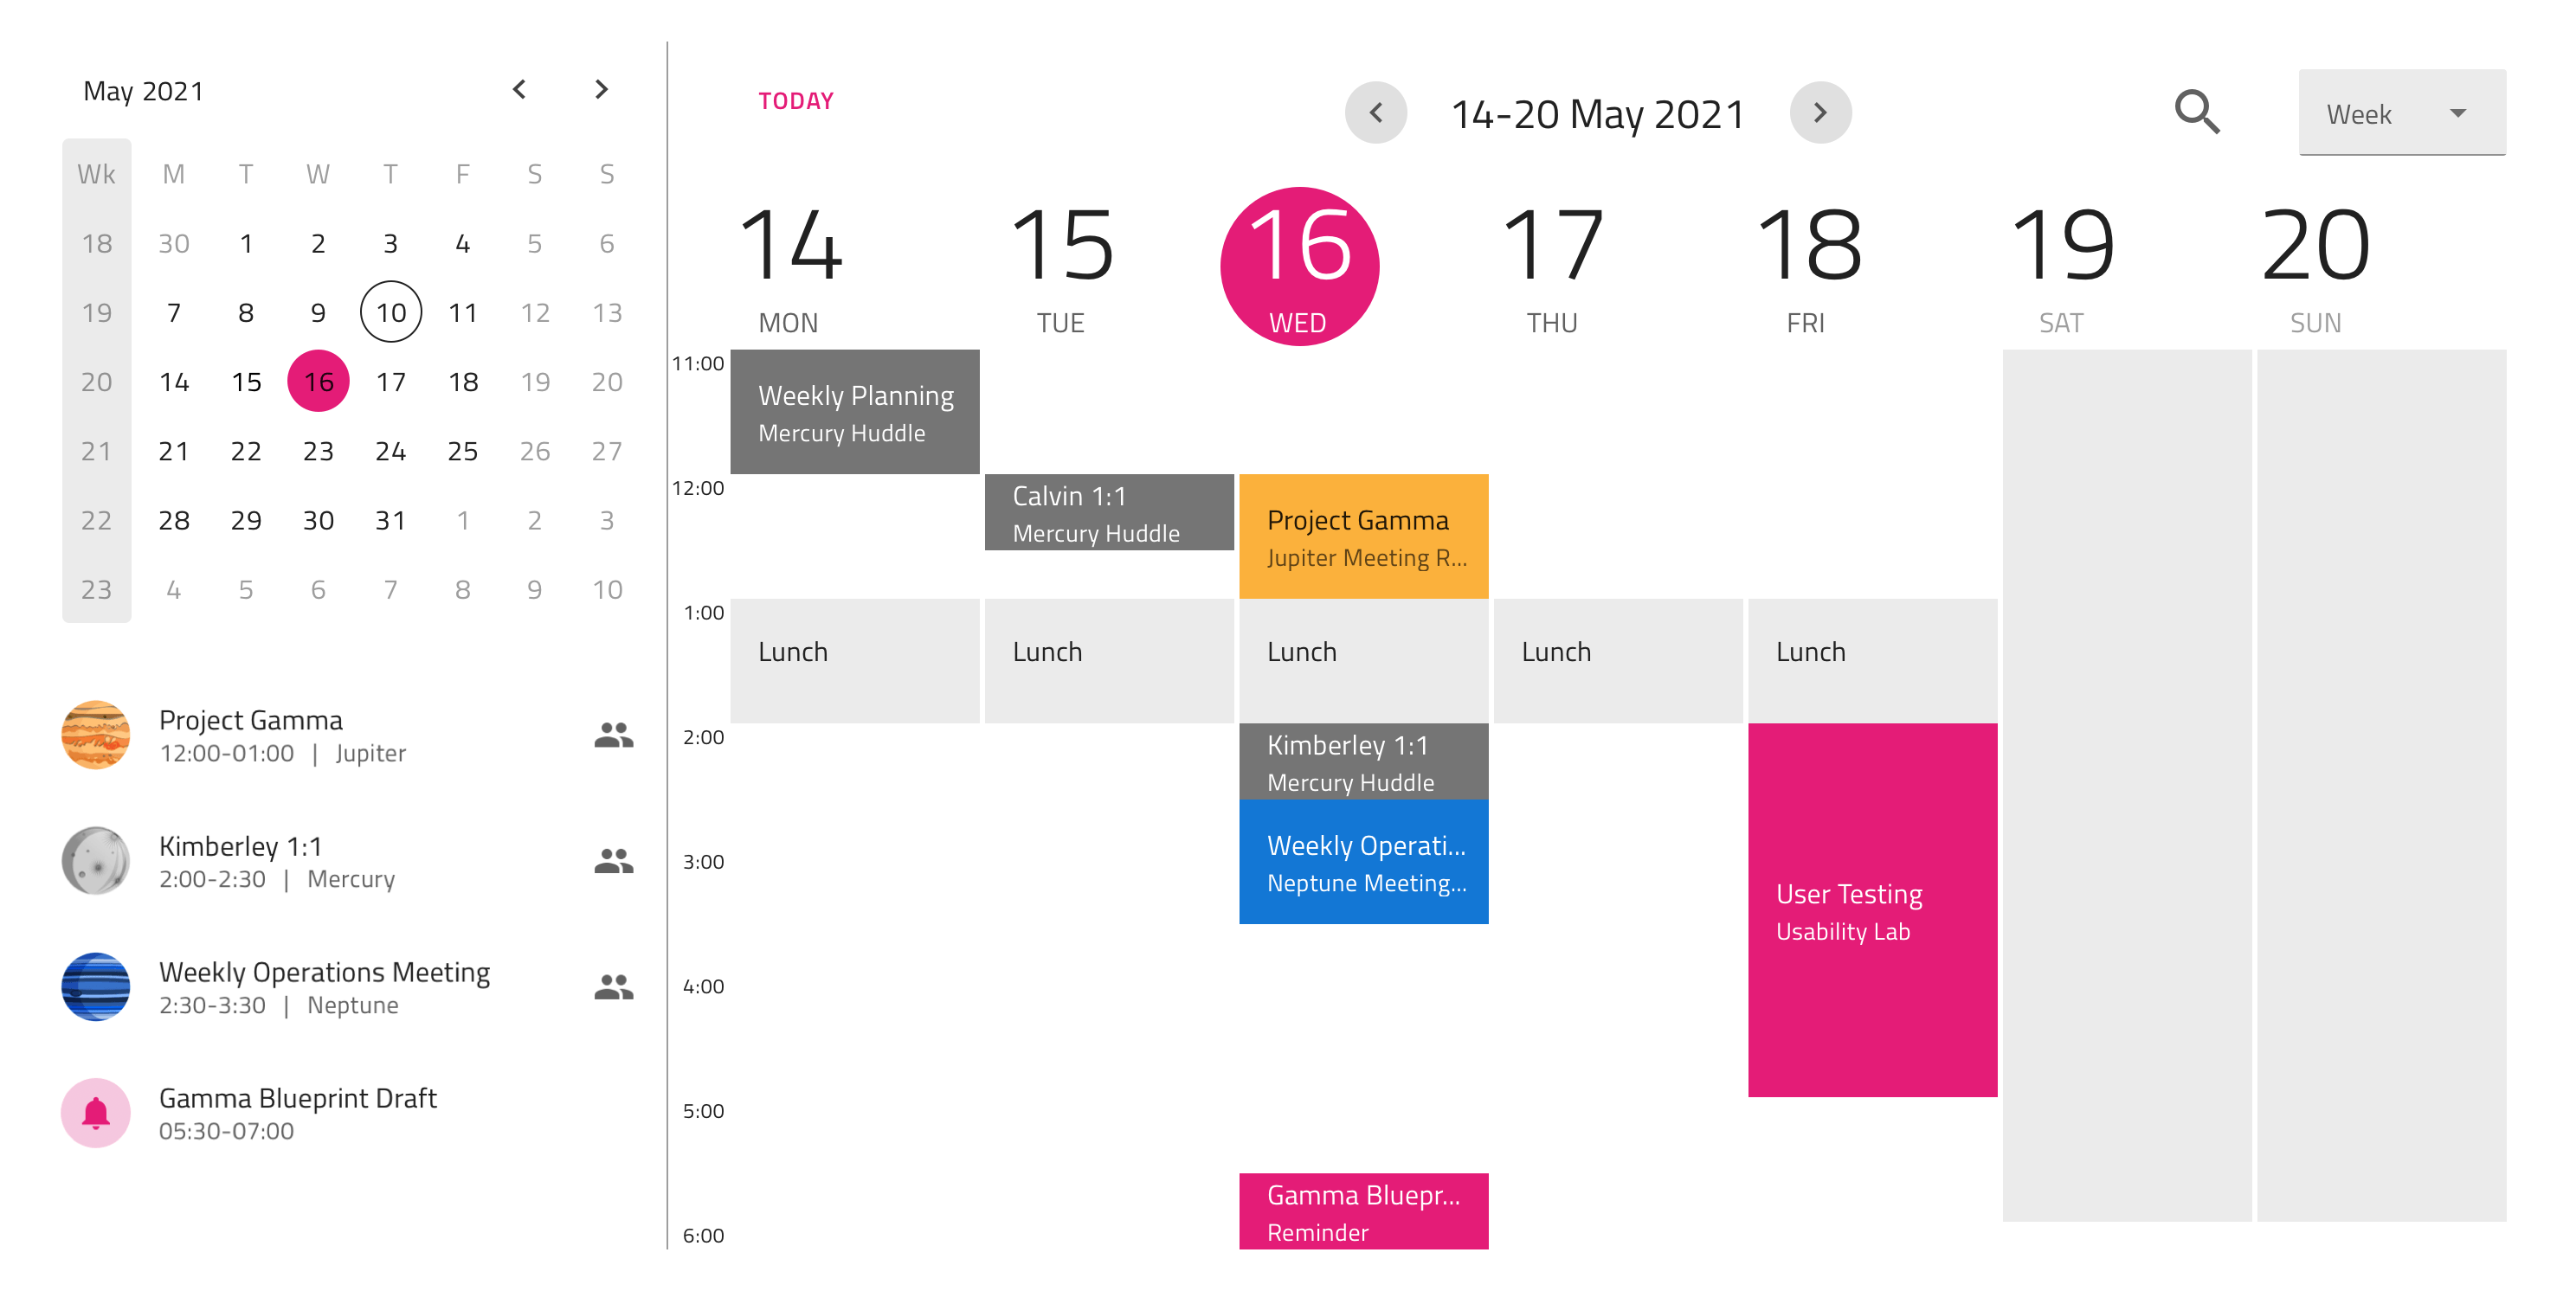 May 2021
Wk M T W T F S S
18 30 1 2 3 4 5 6
19 7 8 9 10 11 12 13
20 14 15 16 17 18 19 20
21 21 22 23 24 25 26 27
22 28 29 30 31 1 2 3
23 4 5 6 7 8 9 10
Project Gamma
12:00-01:00 | Jupiter
Kimberley 1:1
2:00-2:30 | Mercury
Weekly Operations Meeting
2:30-3:30 | Neptune
Gamma Blueprint Draft
05:30-07:00
TODAY
14-20 May 2021
Week
14 15 16 17 18 19 20
MON TUE WED THU FRI SAT SUN
11:00
Weekly Planning
Mercury Huddle
12:00
Calvin 1:1
Mercury Huddle
Project Gamma
Jupiter Meeting R...
1:00
Lunch Lunch Lunch Lunch Lunch
2:00
Kimberley 1:1
Mercury Huddle
Weekly Operati...
Neptune Meeting...
3:00
User Testing
Usability Lab
4:00
5:00
Gamma Bluepr...
Reminder
6:00